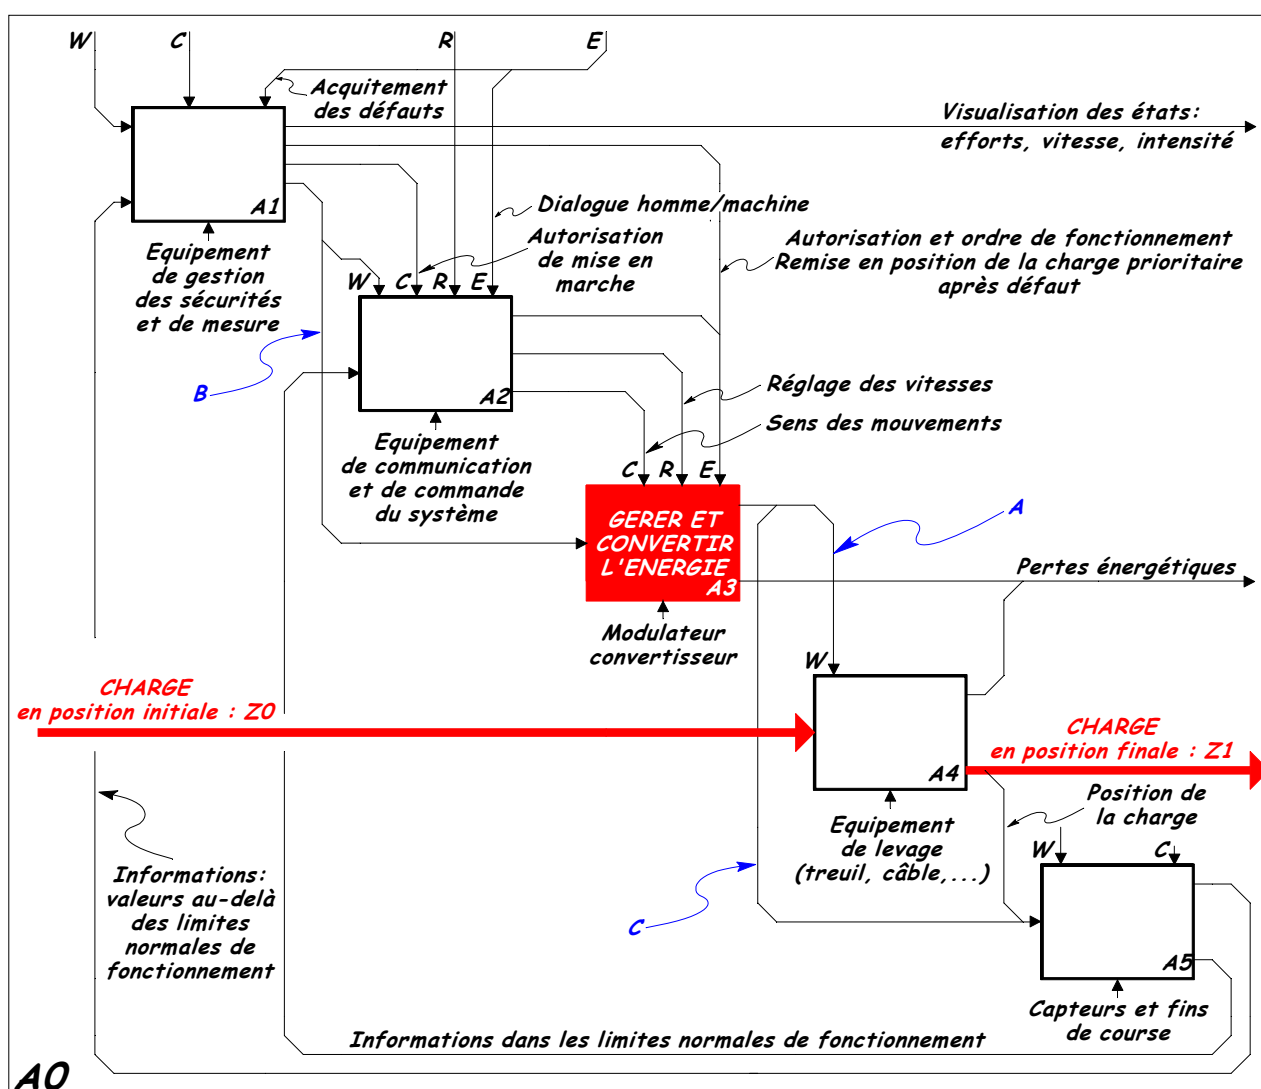 W
C
R
E
Acquitement
des défauts
Visualisation des états:
efforts, vitesse, intensité
A1
Dialogue homme/machine
Equipement
de gestion
des sécurités
et de mesure
Autorisation
de mise en
marche
Autorisation et ordre de fonctionnement
Remise en position de la charge prioritaire
après défaut
W
C
R
E
B
A2
Réglage des vitesses
Sens des mouvements
Equipement
de communication
et de commande
du système
C
R
E
GERER ET
CONVERTIR
L'ENERGIE
A3
A
Pertes énergétiques
Modulateur
convertisseur
W
CHARGE
en position initiale : Z0
CHARGE
en position finale : Z1
A4
Position de
la charge
Equipement
de levage
(treuil, câble,...)
W
C
Informations:
valeurs au-delà
des limites
normales de
fonctionnement
C
A5
Capteurs et fins
de course
Informations dans les limites normales de fonctionnement
A0